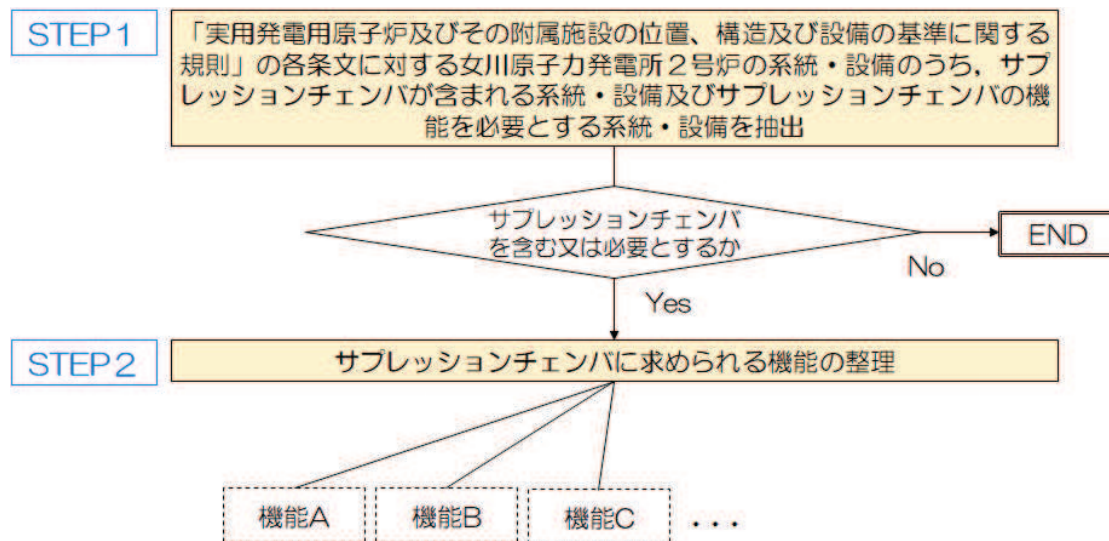 STEP1
「実用発電用原子炉及びその附属施設の位置、構造及び設備の基準に関する
規則」の各条文に対する女川原子力発電所2号炉の系統・設備のうち，サプ
レッションチェンバが含まれる系統・設備及びサプレッションチェンバの機
能を必要とする系統・設備を抽出
サプレッションチェンバ
を含む又は必要とするか
END
No
Yes
STEP2
サプレッションチェンバに求められる機能の整理
機能A
機能B
機能C
・・・